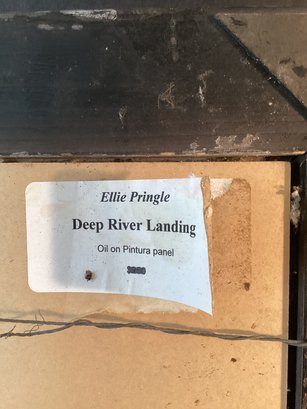 Ellie Pringle
Deep River Landing
Oil on Pintura panel